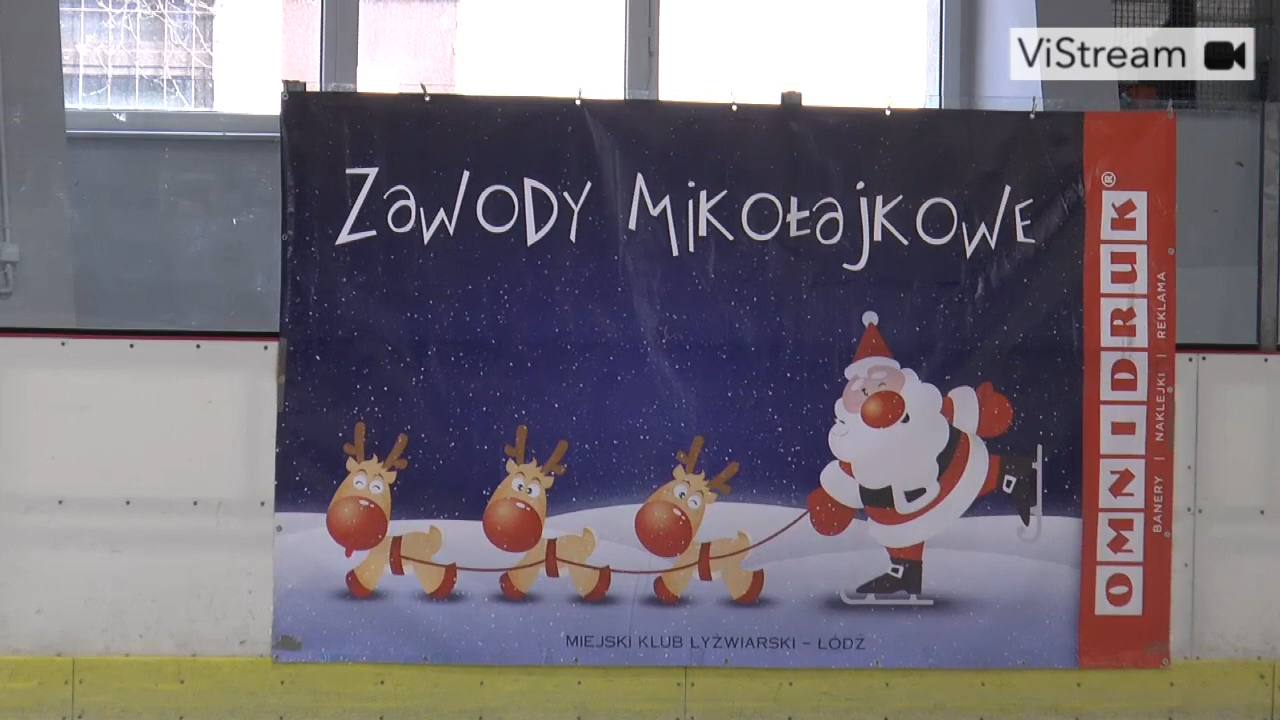 ViStream
Zawody Mikołajkowe
OMNIDRUK®
BANERY | NAKLEJKI | REKLAMA
MIEJSKI KLUB ŁYŻWIARSKI – ŁÓDŹ